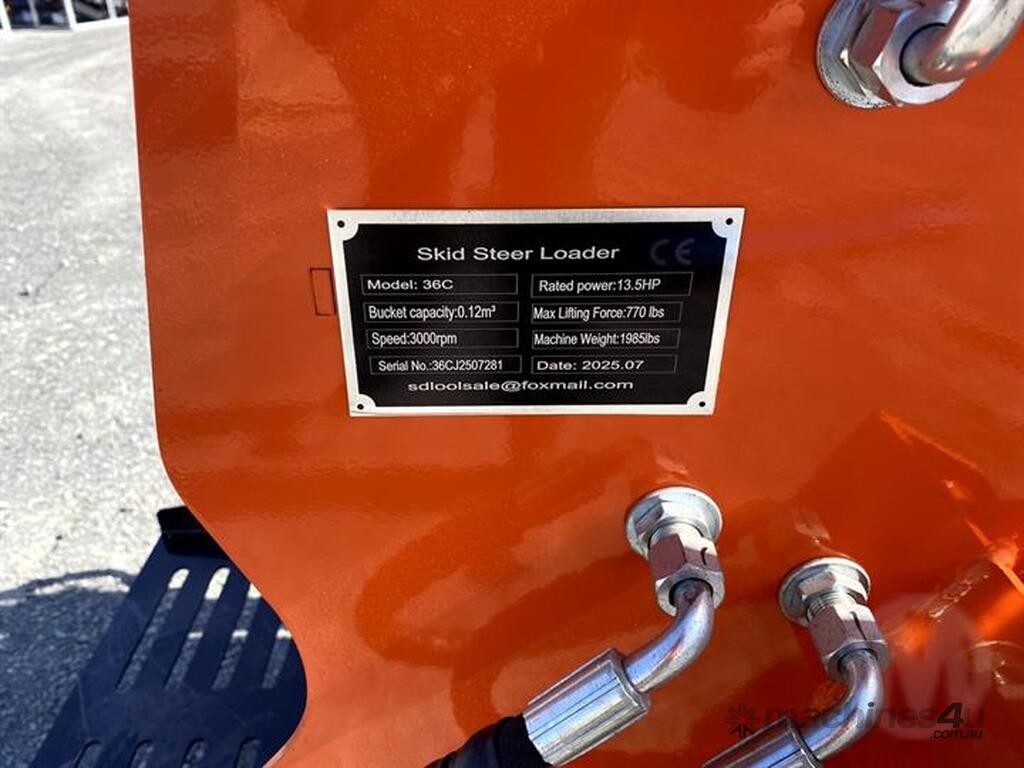 Skid Steer Loader CE
Model: 36C Rated power:13.5HP
Bucket capacity:0.12m³ Max Lifting Force:770 lbs
Speed:3000rpm Machine Weight:1985lbs
Serial No.:36CJ2507281 Date: 2025.07
sdloolsale@foxmail.com
machines4u
.com.au